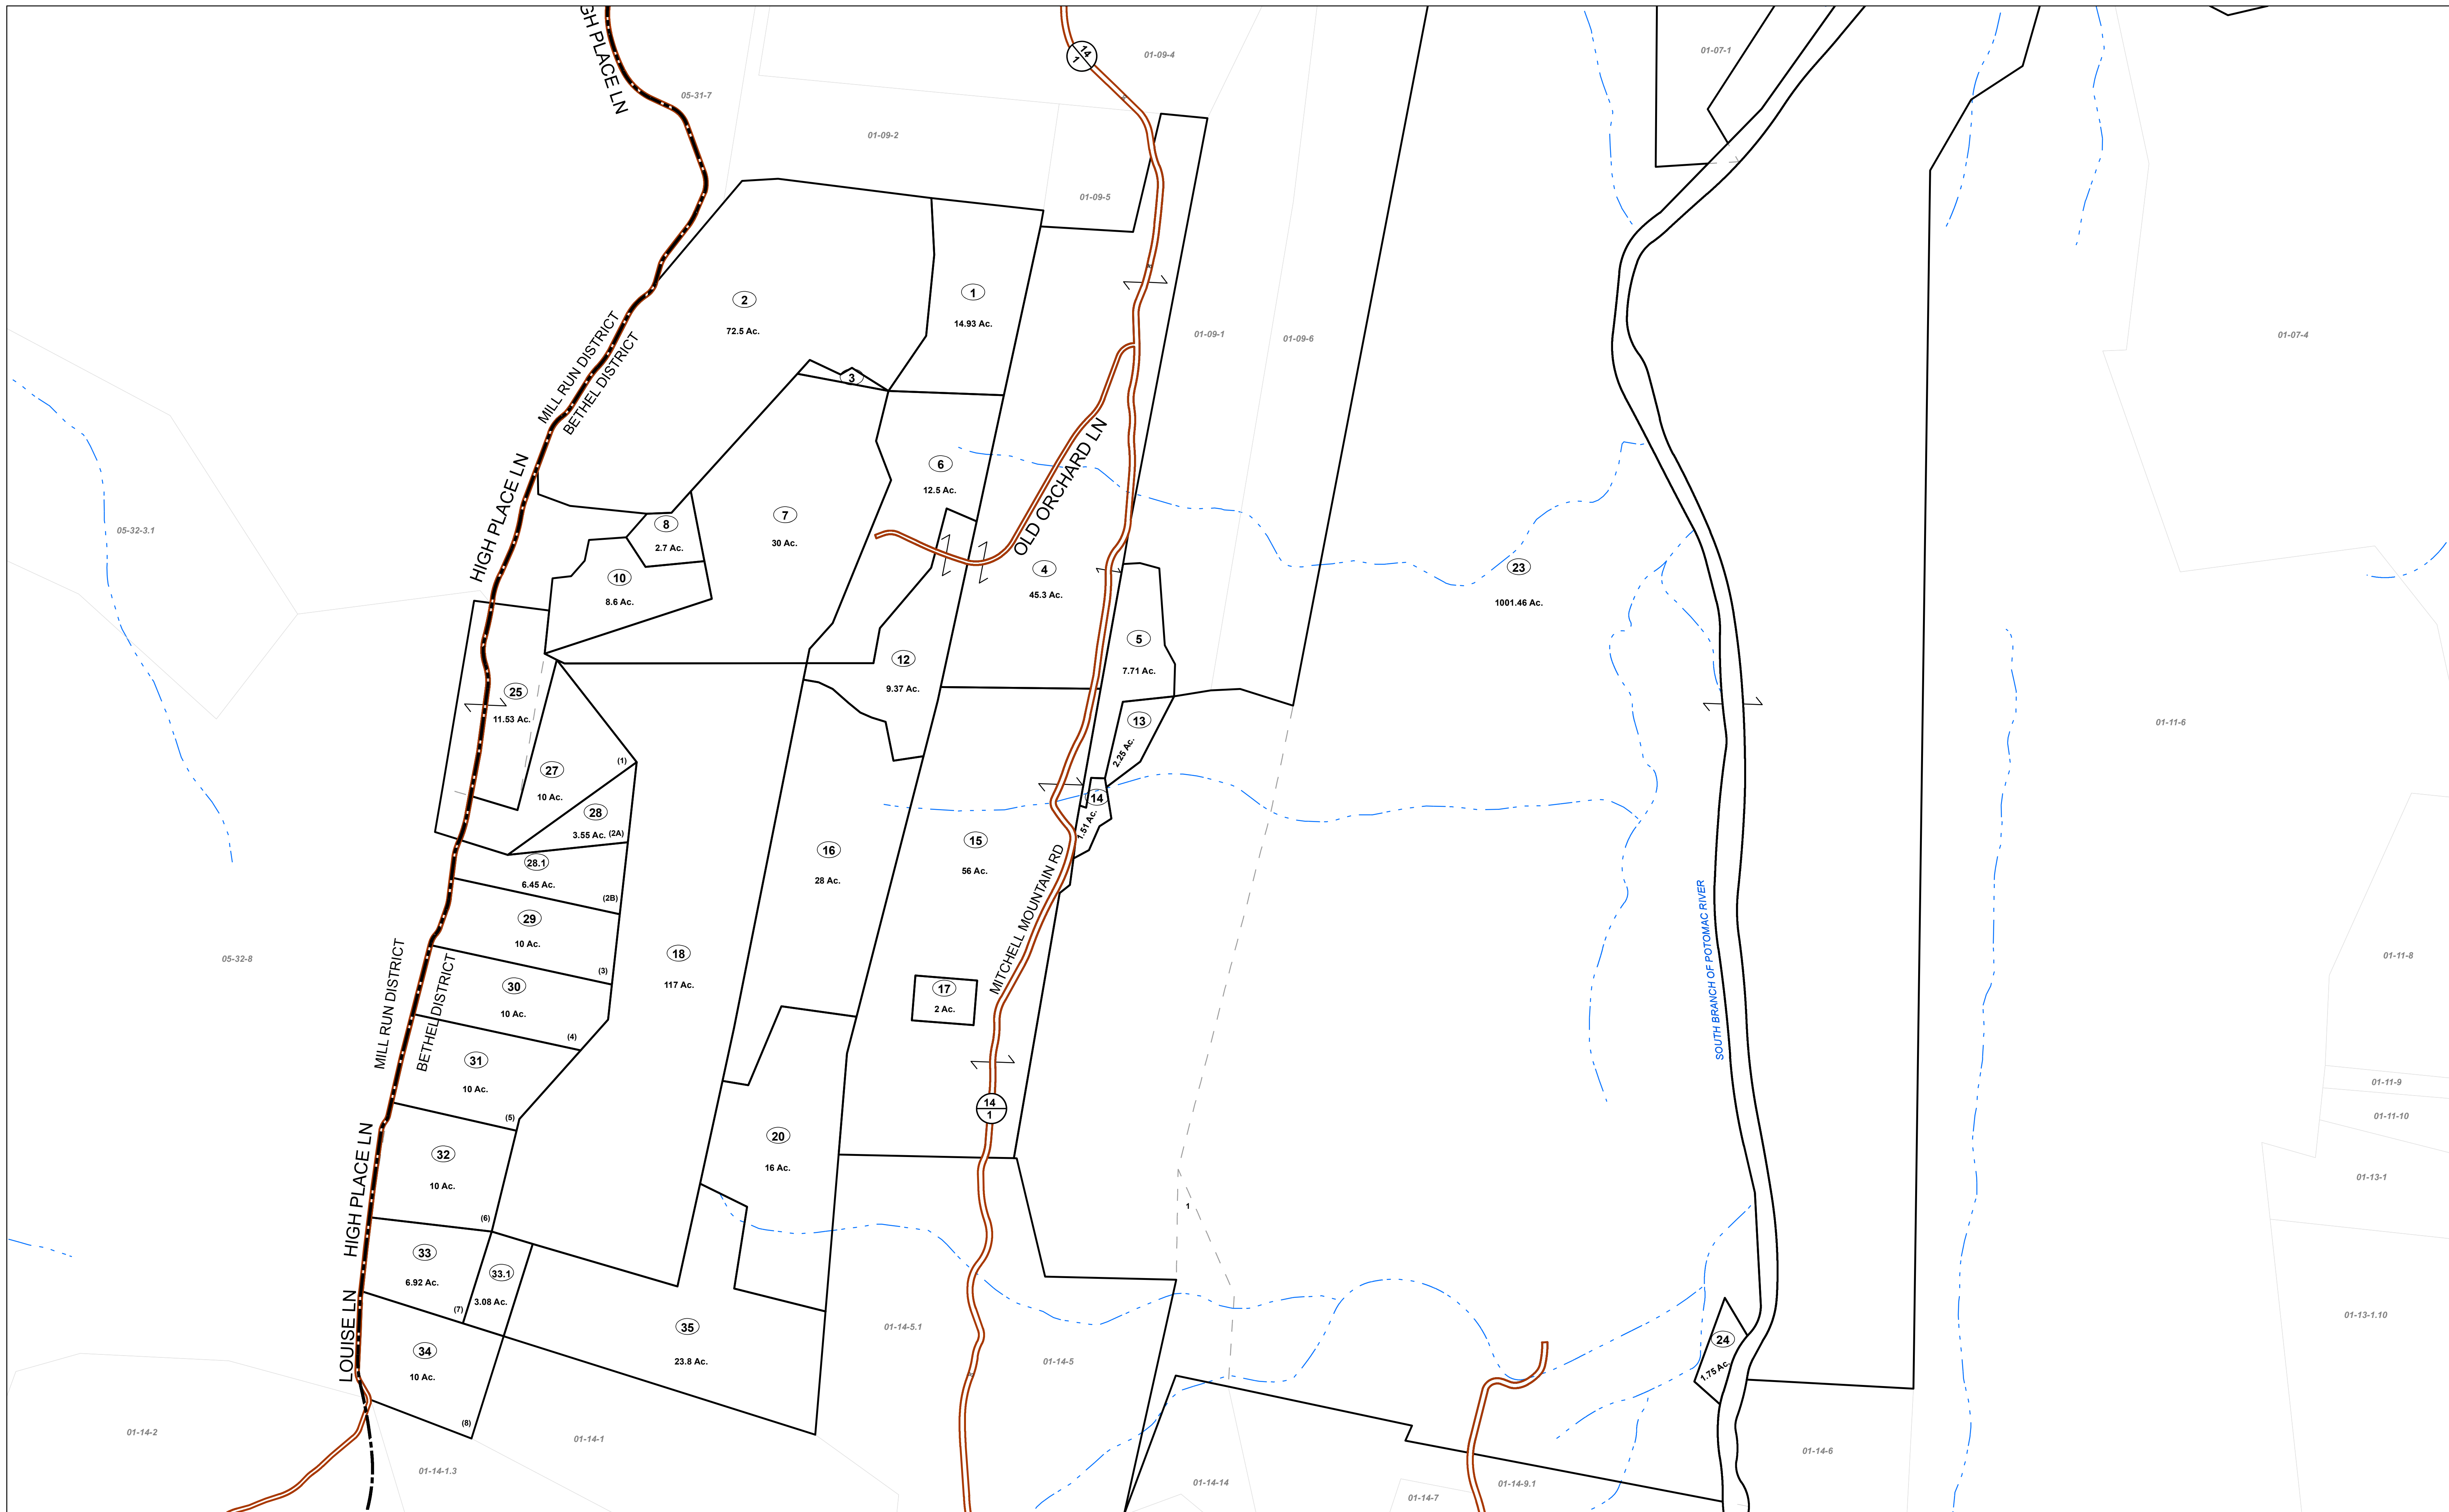 GH PLACE LN
14
1
01-09-4
01-07-1
05-31-7
01-09-2
01-09-5
2
72.5 Ac.
1
14.93 Ac.
MILL RUN DISTRICT
BETHEL DISTRICT
01-09-1
01-09-6
01-07-4
3
HIGH PLACE LN
OLD ORCHARD LN
6
12.5 Ac.
7
30 Ac.
8
2.7 Ac.
05-32-3.1
10
8.6 Ac.
4
45.3 Ac.
23
1001.46 Ac.
5
7.71 Ac.
12
9.37 Ac.
25
11.53 Ac.
13
2.25 Ac.
01-11-6
27
10 Ac.
(1)
14
1.51 Ac.
28
3.55 Ac. (2A)
28.1
6.45 Ac.
(2B)
16
28 Ac.
15
56 Ac.
MITCHELL MOUNTAIN RD
29
10 Ac.
(3)
05-32-8
18
117 Ac.
MILL RUN DISTRICT
BETHEL DISTRICT
SOUTH BRANCH OF POTOMAC RIVER
01-11-8
30
10 Ac.
(4)
17
2 Ac.
31
10 Ac.
(5)
01-11-9
01-11-10
14
1
HIGH PLACE LN
32
10 Ac.
(6)
20
16 Ac.
01-13-1
1
33
6.92 Ac.
(7)
33.1
3.08 Ac.
LOUISE LN
34
10 Ac.
(8)
35
23.8 Ac.
01-14-5.1
01-14-5
24
1.75 Ac.
01-13-1.10
01-14-2
01-14-1
01-14-1.3
01-14-14
01-14-7
01-14-9.1
01-14-6